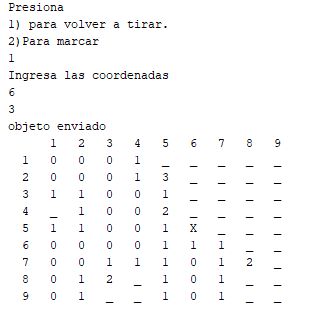 Presiona
1) para volver a tirar.
2)Para marcar
1
Ingresa las coordenadas
6
3
objeto enviado
1 2 3 4 5 6 7 8 9
1 0 0 0 1 _ _ _ _ _
2 0 0 0 1 3 _ _ _ _
3 1 1 0 0 1 _ _ _ _
4 _ 1 0 0 2 _ _ _ _
5 1 1 0 0 1 X _ _ _
6 0 0 0 0 1 1 1 _ _
7 0 0 1 1 1 0 1 2 _
8 0 1 2 _ 1 0 1 _ _
9 0 1 _ _ 1 0 1 _ _